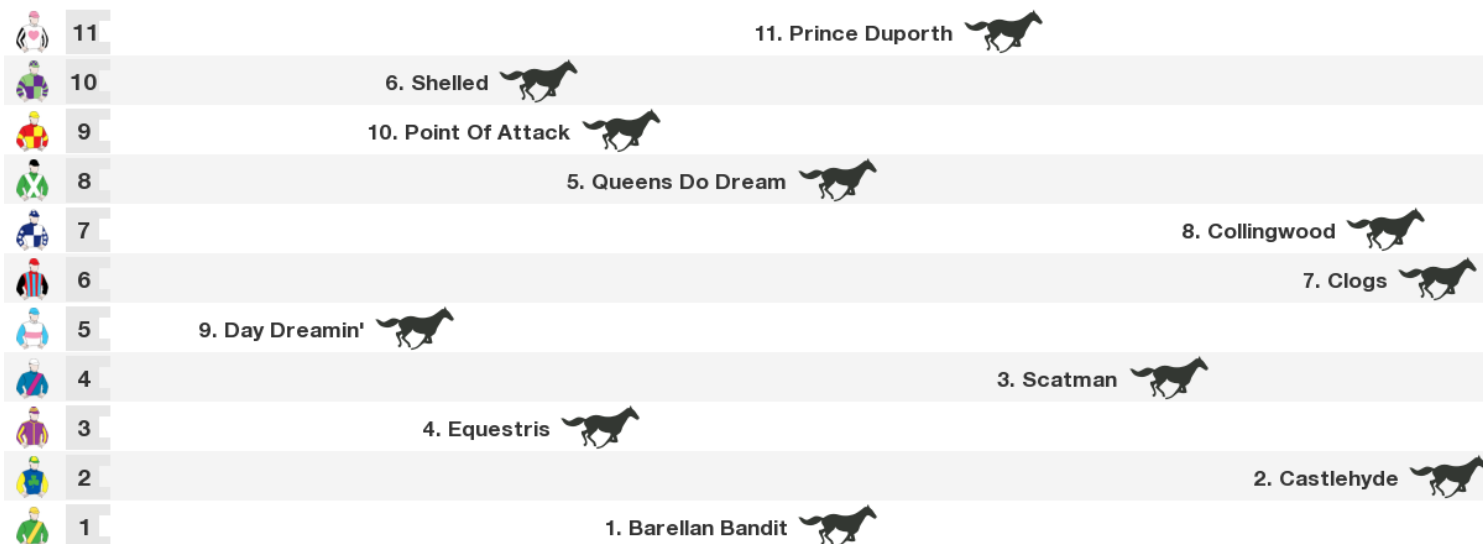 11 11. Prince Duporth
10 6. Shelled
9 10. Point Of Attack
8 5. Queens Do Dream
7 8. Collingwood
6 7. Clogs
5 9. Day Dreamin'
4 3. Scatman
3 4. Equestris
2 2. Castlehyde
1 1. Barellan Bandit